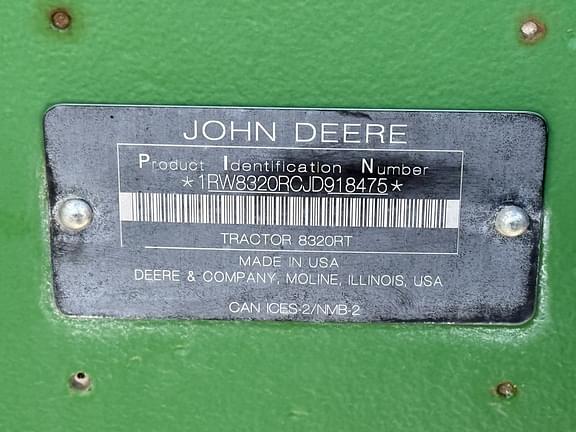 JOHN DEERE
Product Identification Number
*1RW8320RCJD918475*
TRACTOR 8320RT
MADE IN USA
DEERE & COMPANY, MOLINE, ILLINOIS, USA
CAN ICES-2/NMB-2